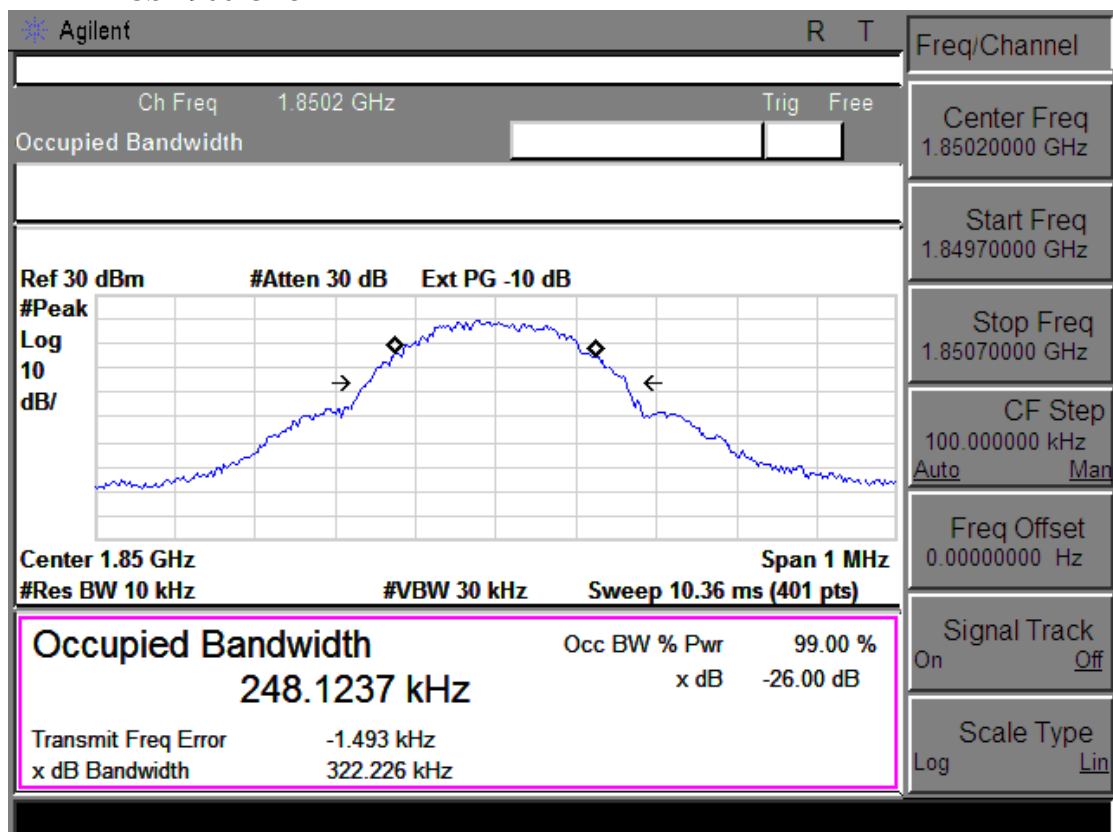 Agilent R T
Freq/Channel
Ch Freq 1.8502 GHz Trig Free
Occupied Bandwidth
Center Freq
1.85020000 GHz
Start Freq
1.84970000 GHz
Ref 30 dBm #Atten 30 dB Ext PG -10 dB
#Peak
Log
10
dB/
Stop Freq
1.85070000 GHz
CF Step
100.000000 kHz
Auto Man
Center 1.85 GHz Span 1 MHz
#Res BW 10 kHz #VBW 30 kHz Sweep 10.36 ms (401 pts)
Freq Offset
0.00000000 Hz
Occupied Bandwidth Occ BW % Pwr 99.00 %
248.1237 kHz x dB -26.00 dB
Transmit Freq Error -1.493 kHz
x dB Bandwidth 322.226 kHz
Signal Track
On Off
Scale Type
Log Lin